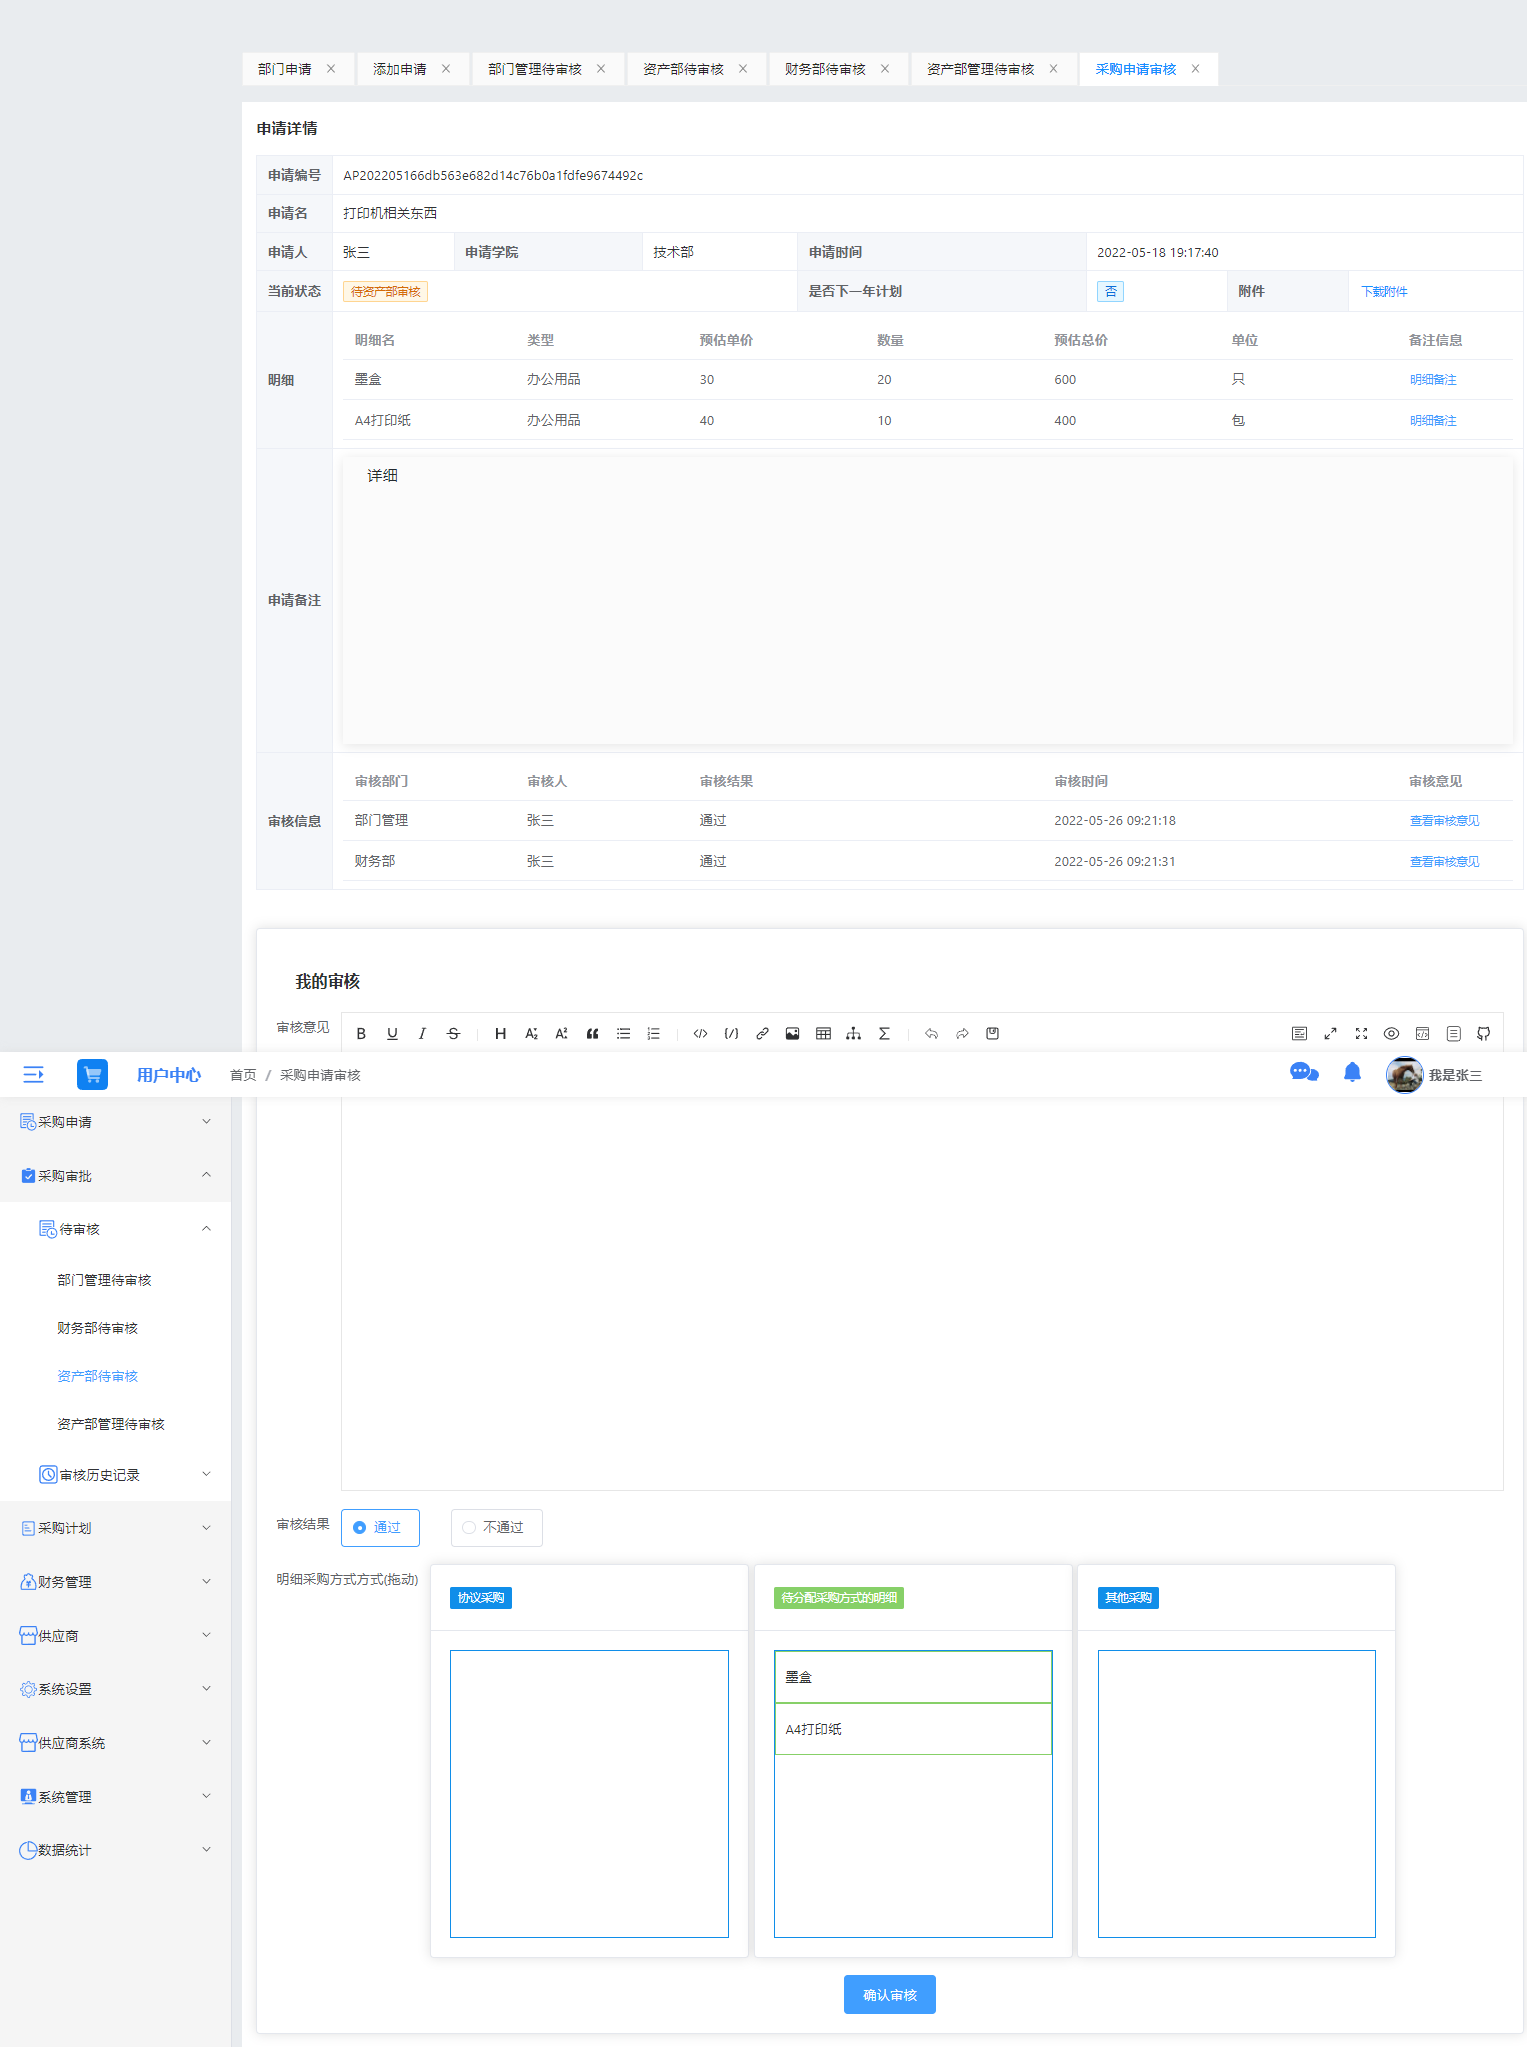 部门申请 添加申请 部门管理待审核 资产部待审核 财务部待审核 资产部管理待审核 采购申请审核
申请详情
申请编号 AP202205166db563e682d14c76b0a1fdfe9674492c
申请名 打印机相关东西
申请人 张三 申请学院 技术部 申请时间 2022-05-18 19:17:40
当前状态 待资产部审核 是否下一年计划 否 附件 下载附件
明细
明细名 类型 预估单价 数量 预估总价 单位 备注信息
墨盒 办公用品 30 20 600 只 明细备注
A4打印纸 办公用品 40 10 400 包 明细备注
申请备注
详细
审核信息
审核部门 审核人 审核结果 审核时间 审核意见
部门管理 张三 通过 2022-05-26 09:21:18 查看审核意见
财务部 张三 通过 2022-05-26 09:21:31 查看审核意见
我的审核
审核意见
用户中心 首页 / 采购申请审核 我是张三
采购申请
采购审批
待审核
部门管理待审核
财务部待审核
资产部待审核
资产部管理待审核
审核历史记录
采购计划
财务管理
供应商
系统设置
供应商系统
系统管理
数据统计
审核结果 通过 不通过
明细采购方式方式(拖动)
协议采购 待分配采购方式的明细 其他采购
墨盒
A4打印纸
确认审核